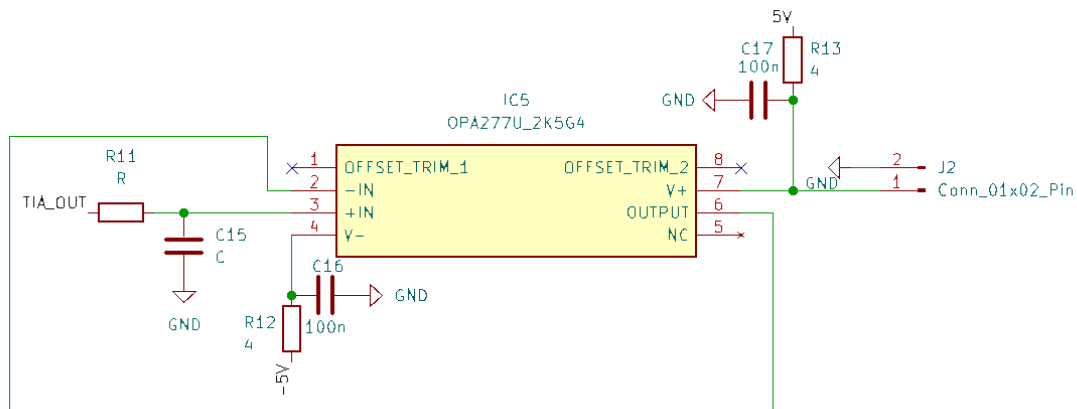 5V
C17
100n
R13
4
GND
IC5
OPA277U_2K5G4
R11
R
TIA_OUT
1
OFFSET_TRIM_1
OFFSET_TRIM_2
8
2
-IN
V+
7
3
+IN
OUTPUT
6
4
V-
NC
5
GND
2
J2
1
Conn_01x02_Pin
C15
C
GND
C16
100n
GND
R12
4
-5V